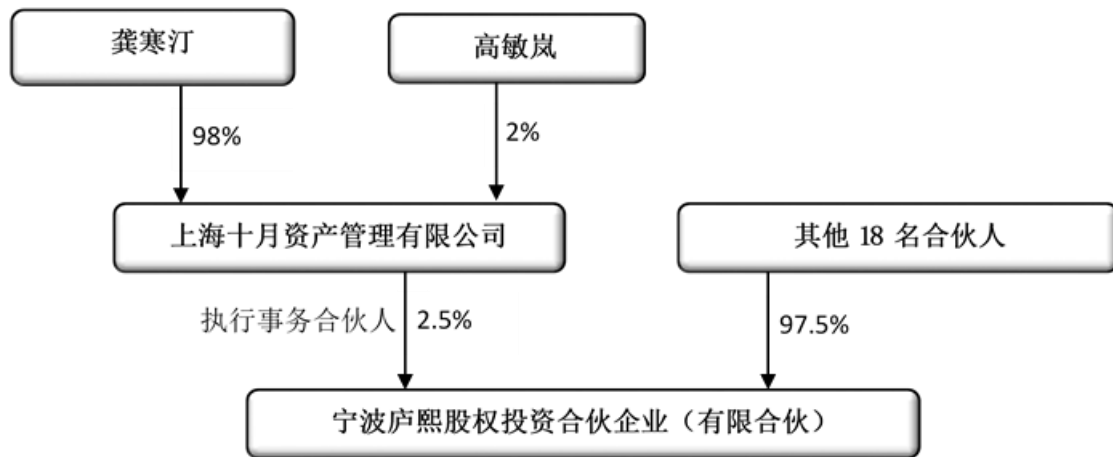 龚寒汀
高敏岚
98%
2%
上海十月资产管理有限公司
其他 18 名合伙人
执行事务合伙人
2.5%
97.5%
宁波庐熙股权投资合伙企业（有限合伙）